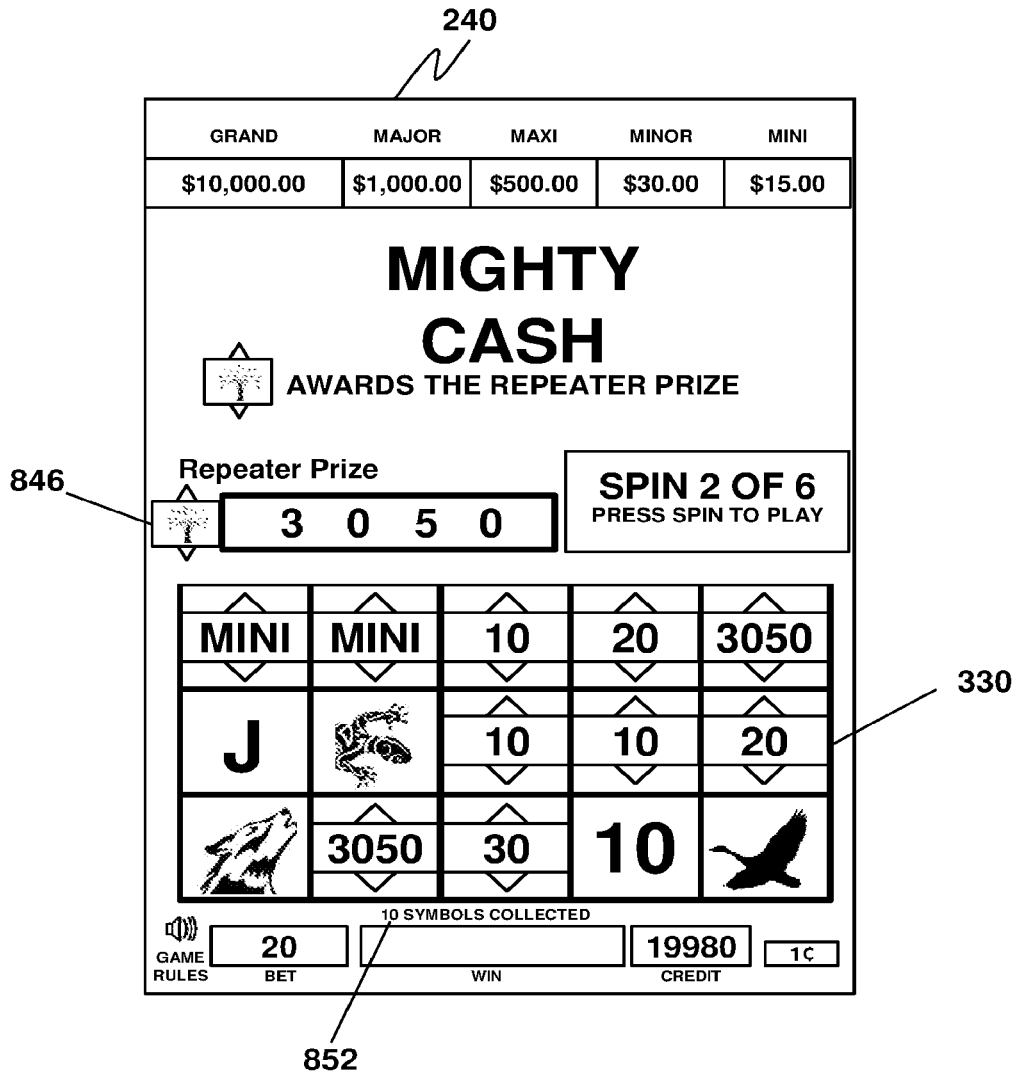 240
GRAND MAJOR MAXI MINOR MINI
$10,000.00 $1,000.00 $500.00 $30.00 $15.00
MIGHTY
CASH
AWARDS THE REPEATER PRIZE
846
Repeater Prize
3 0 5 0
SPIN 2 OF 6
PRESS SPIN TO PLAY
MINI MINI 10 20 3050
330
J 10 10 20
3050 30 10
10 SYMBOLS COLLECTED
GAME
RULES
20
BET
WIN
19980
CREDIT
1¢
852